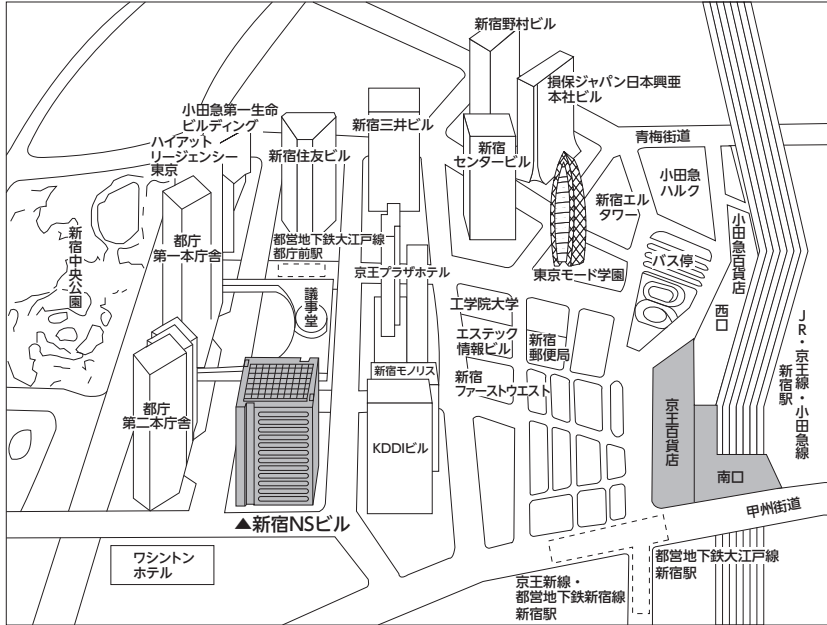 新宿野村ビル
損保ジャパン日本興亜
本社ビル
小田急第一生命
ビルディング
ハイアット
リージェンシー
東京
新宿住友ビル
新宿三井ビル
新宿
センタービル
青梅街道
小田急
ハルク
新宿エル
タワー
小田急百貨店
新宿中央公園
都庁
第一本庁舎
都営地下鉄大江戸線
都庁前駅
京王プラザホテル
東京モード学園
バス停
西口
議事堂
工学院大学
エステック
情報ビル
新宿
郵便局
JR・京王線・小田急線
新宿駅
新宿モノリス
新宿
ファーストウエスト
都庁
第二本庁舎
KDDIビル
京王百貨店
南口
甲州街道
▲新宿NSビル
ワシントン
ホテル
京王新線・
都営地下鉄新宿線
新宿駅
都営地下鉄大江戸線
新宿駅